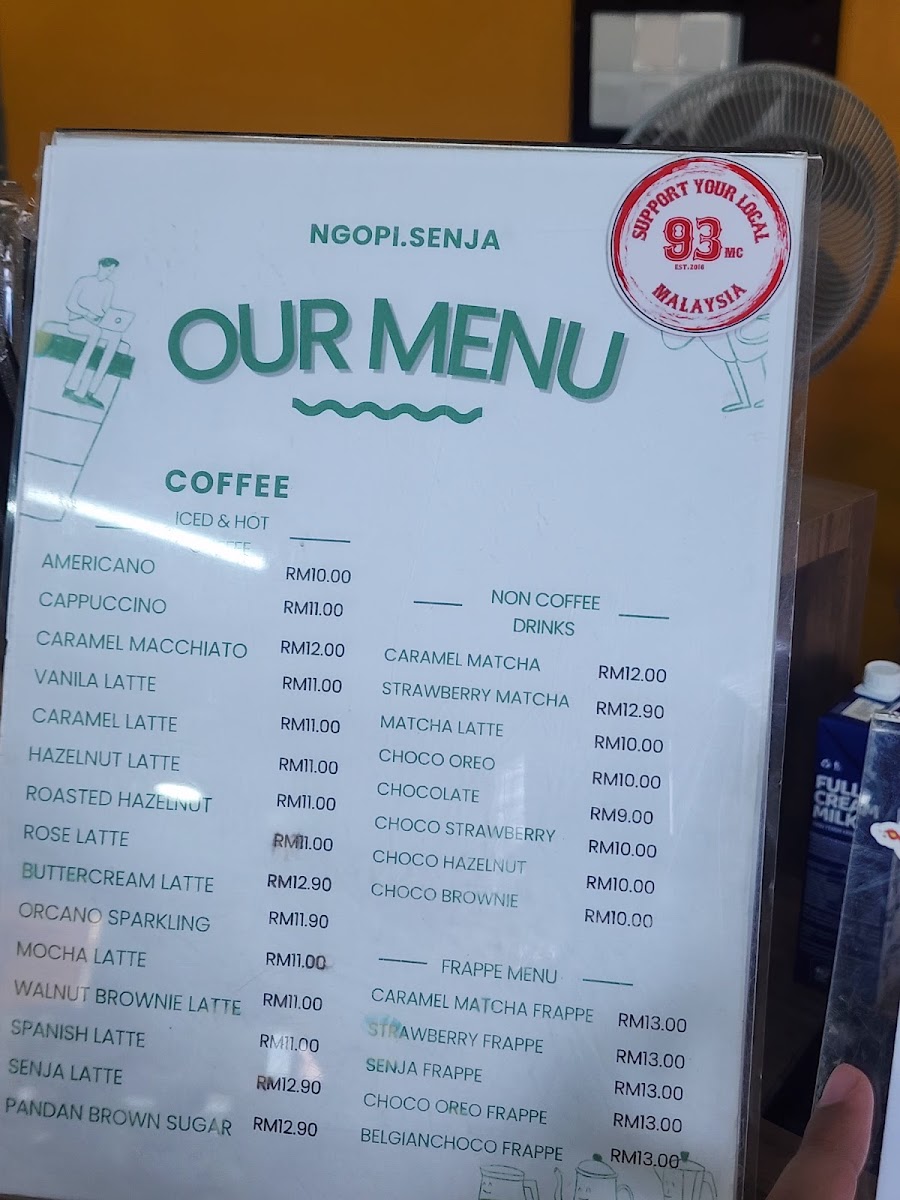 NGOPI.SENJA
SUPPORT YOUR LOCAL
93 MC
EST. 2016
MALAYSIA
OUR MENU
COFFEE
ICED & HOT
AMERICANO RM10.00
CAPPUCCINO RM11.00
CARAMEL MACCHIATO RM12.00
VANILA LATTE RM11.00
CARAMEL LATTE RM11.00
HAZELNUT LATTE RM11.00
ROASTED HAZELNUT RM11.00
ROSE LATTE RM11.00
BUTTERCREAM LATTE RM12.90
ORCANO SPARKLING RM11.90
MOCHA LATTE RM11.00
WALNUT BROWNIE LATTE RM11.00
SPANISH LATTE RM11.00
SENJA LATTE RM12.90
PANDAN BROWN SUGAR RM12.90
NON COFFEE
DRINKS
CARAMEL MATCHA RM12.00
STRAWBERRY MATCHA RM12.90
MATCHA LATTE RM10.00
CHOCO OREO RM10.00
CHOCOLATE RM9.00
CHOCO STRAWBERRY RM10.00
CHOCO HAZELNUT RM10.00
CHOCO BROWNIE RM10.00
FRAPPE MENU
CARAMEL MATCHA FRAPPE RM13.00
STRAWBERRY FRAPPE RM13.00
SENJA FRAPPE RM13.00
CHOCO OREO FRAPPE RM13.00
BELGIANCHOCO FRAPPE RM13.00
FULL
CREAM
MILK